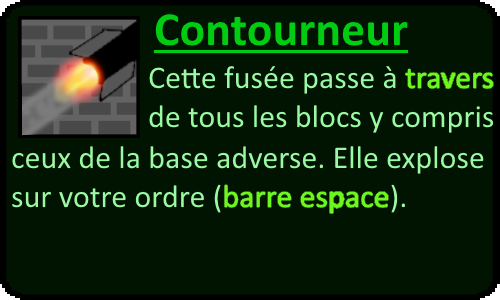 Contourneur
Cette fusée passe à travers
de tous les blocs y compris
ceux de la base adverse. Elle explose
sur votre ordre (barre espace).